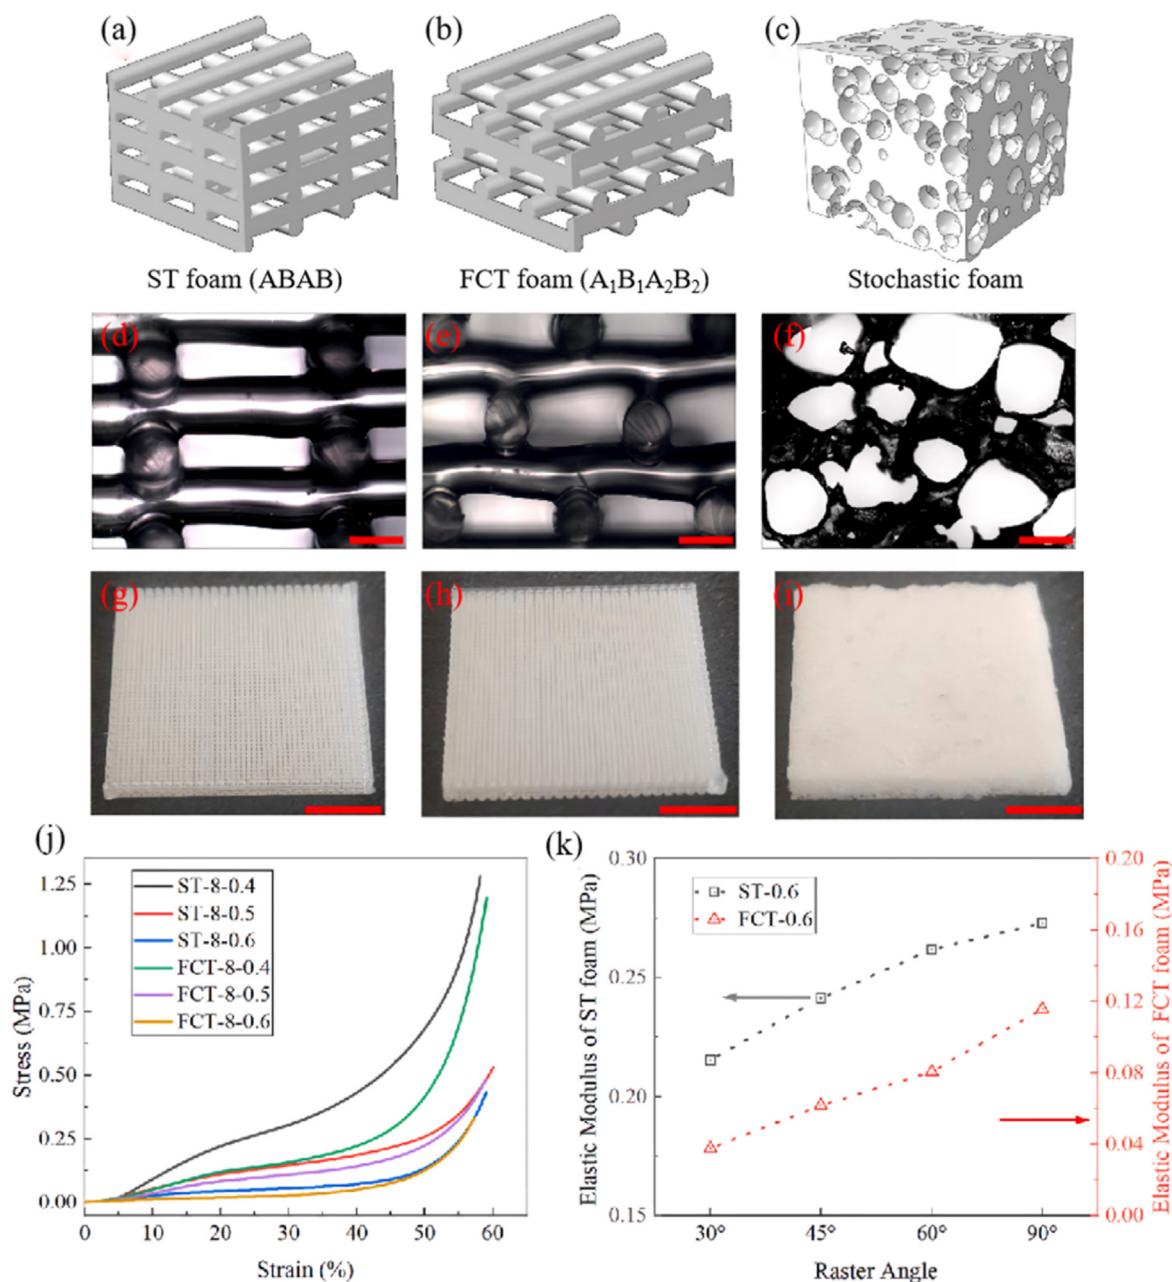 (a)
(b)
(c)
ST foam (ABAB)
FCT foam (A₁B₁A₂B₂)
Stochastic foam
(d)
(e)
(f)
(g)
(h)
(i)
(j)
1.25
1.00
0.75
0.50
0.25
0.00
Stress (MPa)
ST-8-0.4
ST-8-0.5
ST-8-0.6
FCT-8-0.4
FCT-8-0.5
FCT-8-0.6
0 10 20 30 40 50 60
Strain (%)
(k)
0.30
0.25
0.20
0.15
Elastic Modulus of ST foam (MPa)
ST-0.6
FCT-0.6
0.20
0.16
0.12
0.08
0.04
0.00
Elastic Modulus of FCT foam (MPa)
30° 45° 60° 90°
Raster Angle